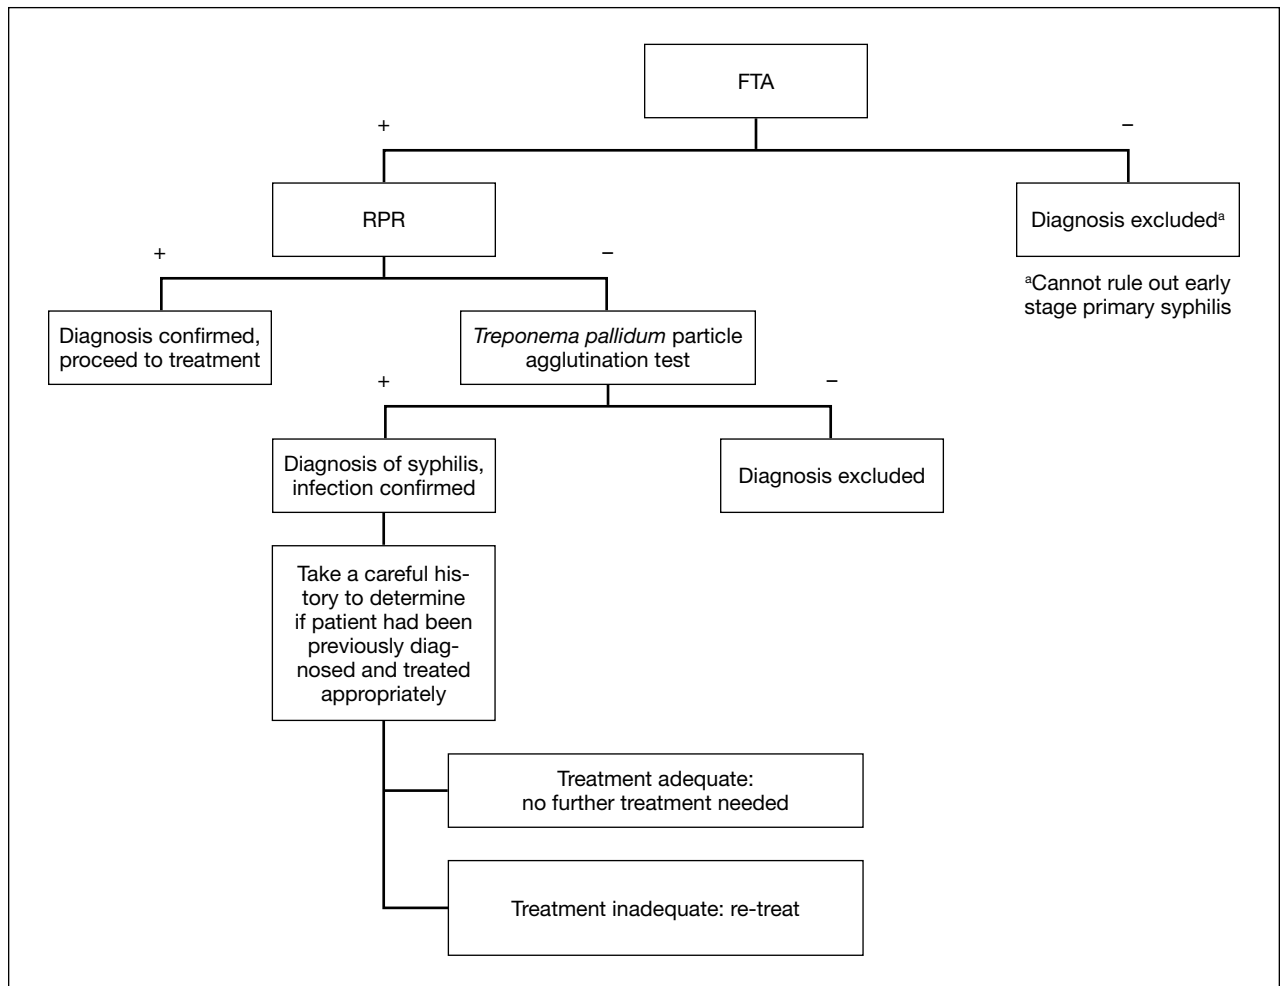 FTA
+
−
RPR
Diagnosis excludedᵃ
ᵃCannot rule out early
stage primary syphilis
+
−
Diagnosis confirmed,
proceed to treatment
Treponema pallidum particle
agglutination test
+
−
Diagnosis of syphilis,
infection confirmed
Diagnosis excluded
Take a careful his-
tory to determine
if patient had been
previously diag-
nosed and treated
appropriately
Treatment adequate:
no further treatment needed
Treatment inadequate: re-treat